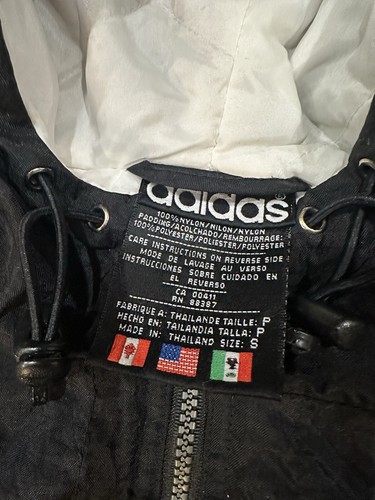 adidas
100%NYLON/NILON/NYLON
PADDING/ACOLCHADO/REMBOURRAGE:
100%POLYESTER/POLIESTER/POLYESTER
CARE INSTRUCTIONS ON REVERSE SIDE
MODE DE LAVAGE AU VERSO
INSTRUCCIONES SOBRE CUIDADO EN
EL REVERSO
CA 00411
RN 88387
FABRIQUE A: THAILANDE TAILLE: P
HECHO EN: TAILANDIA TALLA: P
MADE IN: THAILAND SIZE: S